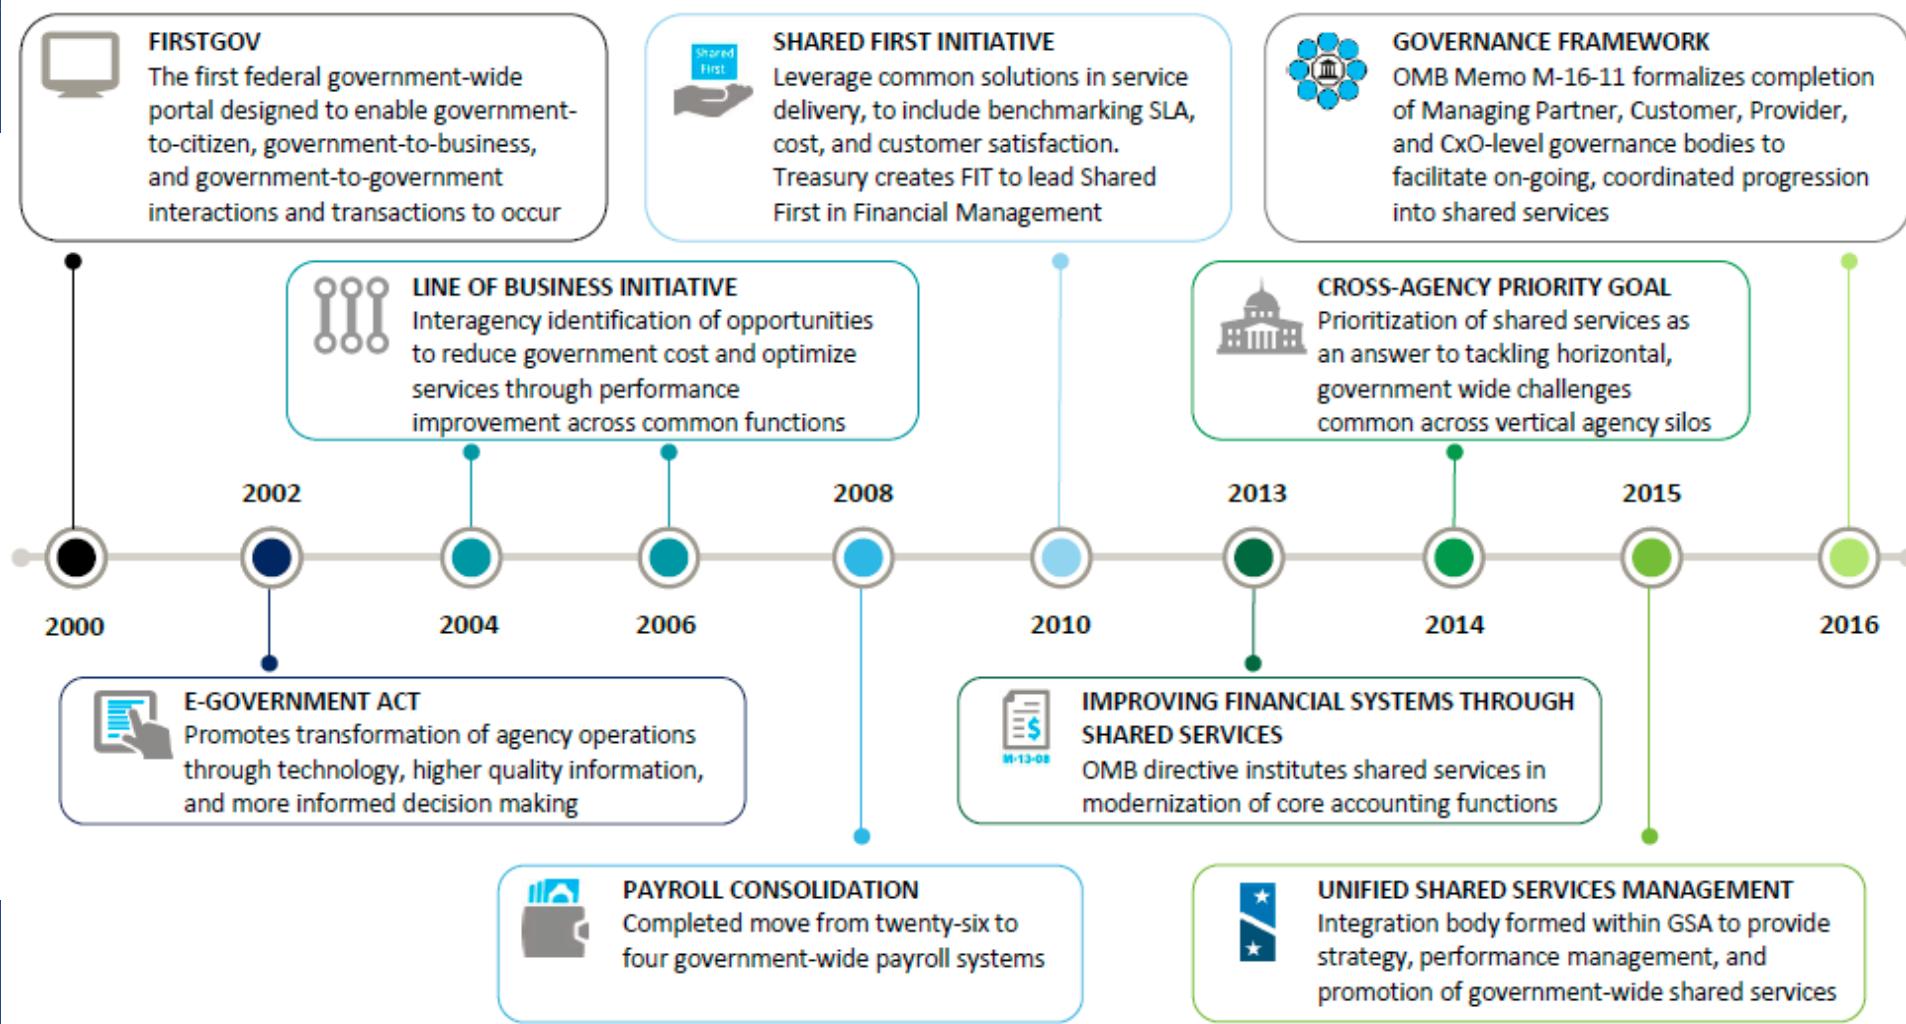 FIRSTGOV
The first federal government-wide
portal designed to enable government-
to-citizen, government-to-business,
and government-to-government
interactions and transactions to occur
Shared
First
SHARED FIRST INITIATIVE
Leverage common solutions in service
delivery, to include benchmarking SLA,
cost, and customer satisfaction.
Treasury creates FIT to lead Shared
First in Financial Management
GOVERNANCE FRAMEWORK
OMB Memo M-16-11 formalizes completion
of Managing Partner, Customer, Provider,
and CxO-level governance bodies to
facilitate on-going, coordinated progression
into shared services
LINE OF BUSINESS INITIATIVE
Interagency identification of opportunities
to reduce government cost and optimize
services through performance
improvement across common functions
CROSS-AGENCY PRIORITY GOAL
Prioritization of shared services as
an answer to tackling horizontal,
government wide challenges
common across vertical agency silos
2002
2008
2013
2015
2000
2004
2006
2010
2014
2016
E-GOVERNMENT ACT
Promotes transformation of agency operations
through technology, higher quality information,
and more informed decision making
$
M-13-08
IMPROVING FINANCIAL SYSTEMS THROUGH
SHARED SERVICES
OMB directive institutes shared services in
modernization of core accounting functions
PAYROLL CONSOLIDATION
Completed move from twenty-six to
four government-wide payroll systems
UNIFIED SHARED SERVICES MANAGEMENT
Integration body formed within GSA to provide
strategy, performance management, and
promotion of government-wide shared services